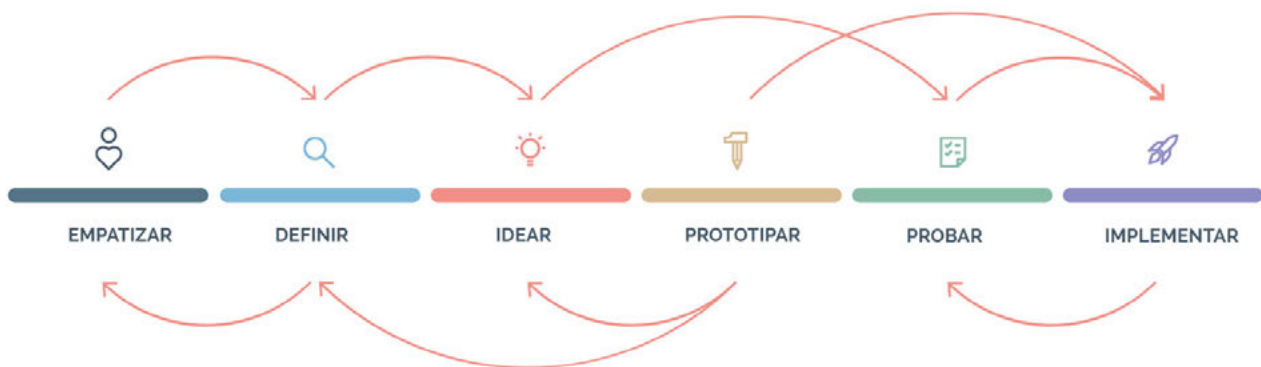 EMPATIZAR
DEFINIR
IDEAR
PROTOTIPAR
PROBAR
IMPLEMENTAR